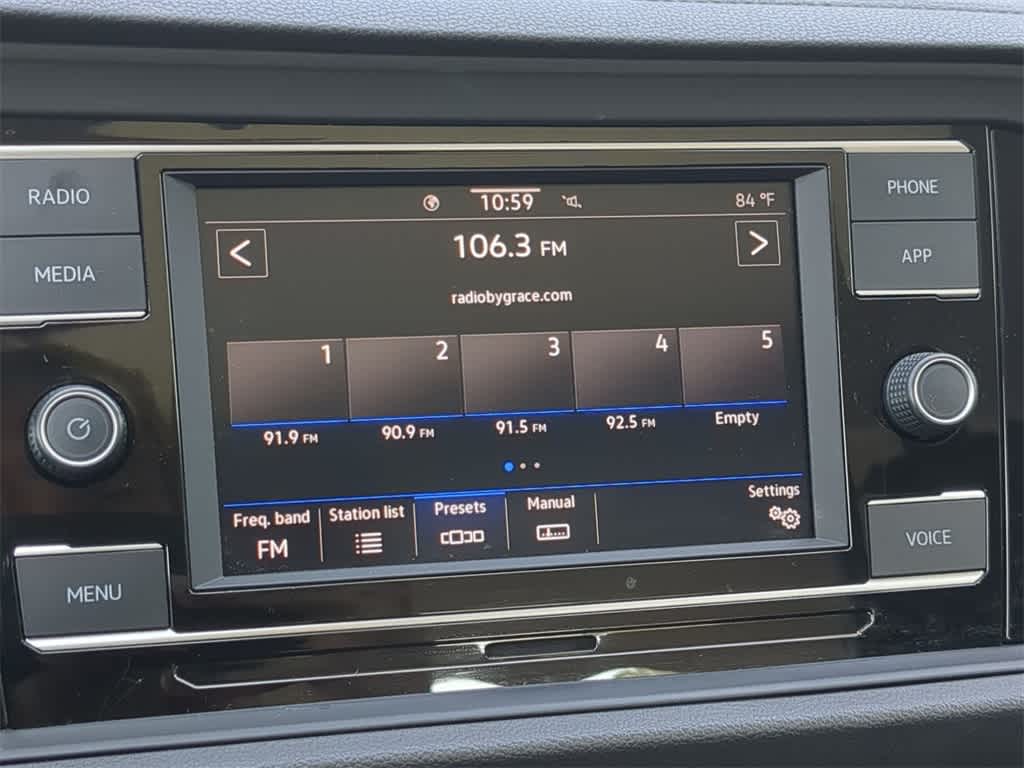 RADIO
MEDIA
MENU
10:59
84 °F
<
106.3 FM
>
radiobygrace.com
1
2
3
4
5
91.9 FM
90.9 FM
91.5 FM
92.5 FM
Empty
Freq. band
FM
Station list
Presets
Manual
Settings
PHONE
APP
VOICE